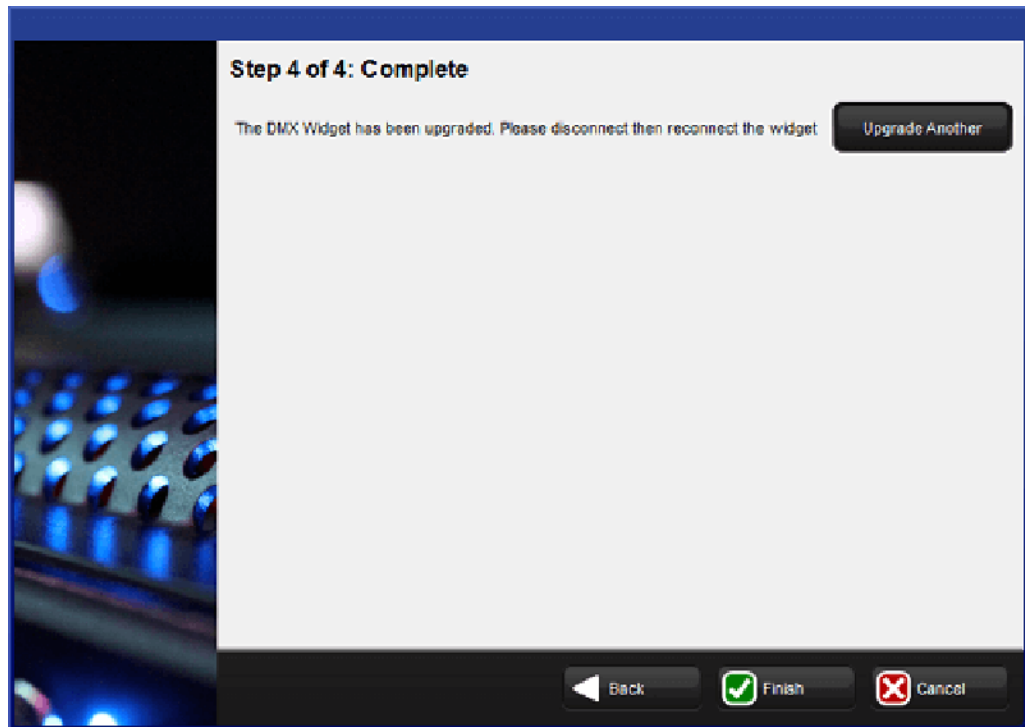 Step 4 of 4: Complete
The DMX Widget has been upgraded. Please disconnect then reconnect the widget
Upgrade Another
Back
Finish
Cancel